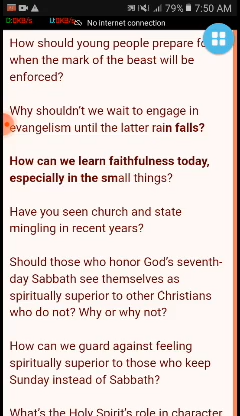 79% 7:50 AM
No internet connection
How should young people prepare fo
when the mark of the beast will be
enforced?
Why shouldn't we wait to engage in
evangelism until the latter rain falls?
How can we learn faithfulness today,
especially in the small things?
Have you seen church and state
mingling in recent years?
Should those who honor God's seventh-
day Sabbath see themselves as
spiritually superior to other Christians
who do not? Why or why not?
How can we guard against feeling
spiritually superior to those who keep
Sunday instead of Sabbath?
What's the Holy Spirit's role in character